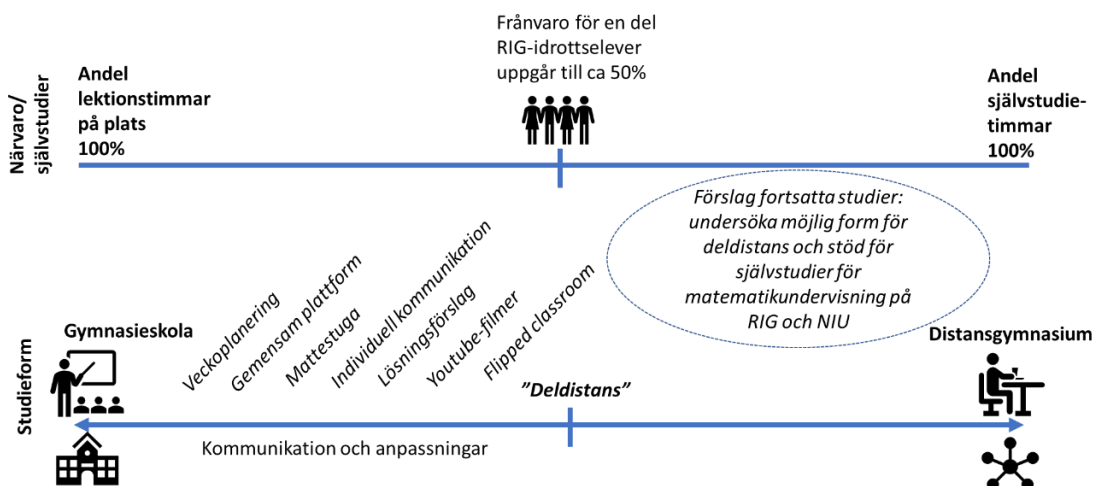 Frånvaro för en del
RIG-idrottselever
uppgår till ca 50%
Närvaro/
självstudier
Andel
lektionstimmar
på plats
100%
Andel
självstudie-
timmar
100%
Förslag fortsatta studier:
undersöka möjlig form för
deldistans och stöd för
självstudier för
matematikundervisning på
RIG och NIU
Studieform
Gymnasieskola
Veckoplanering
Gemensam plattform
Mattestuga
Individuell kommunikation
Lösningsförslag
Youtube-filmer
Flipped classroom
”Deldistans”
Distansgymnasium
Kommunikation och anpassningar